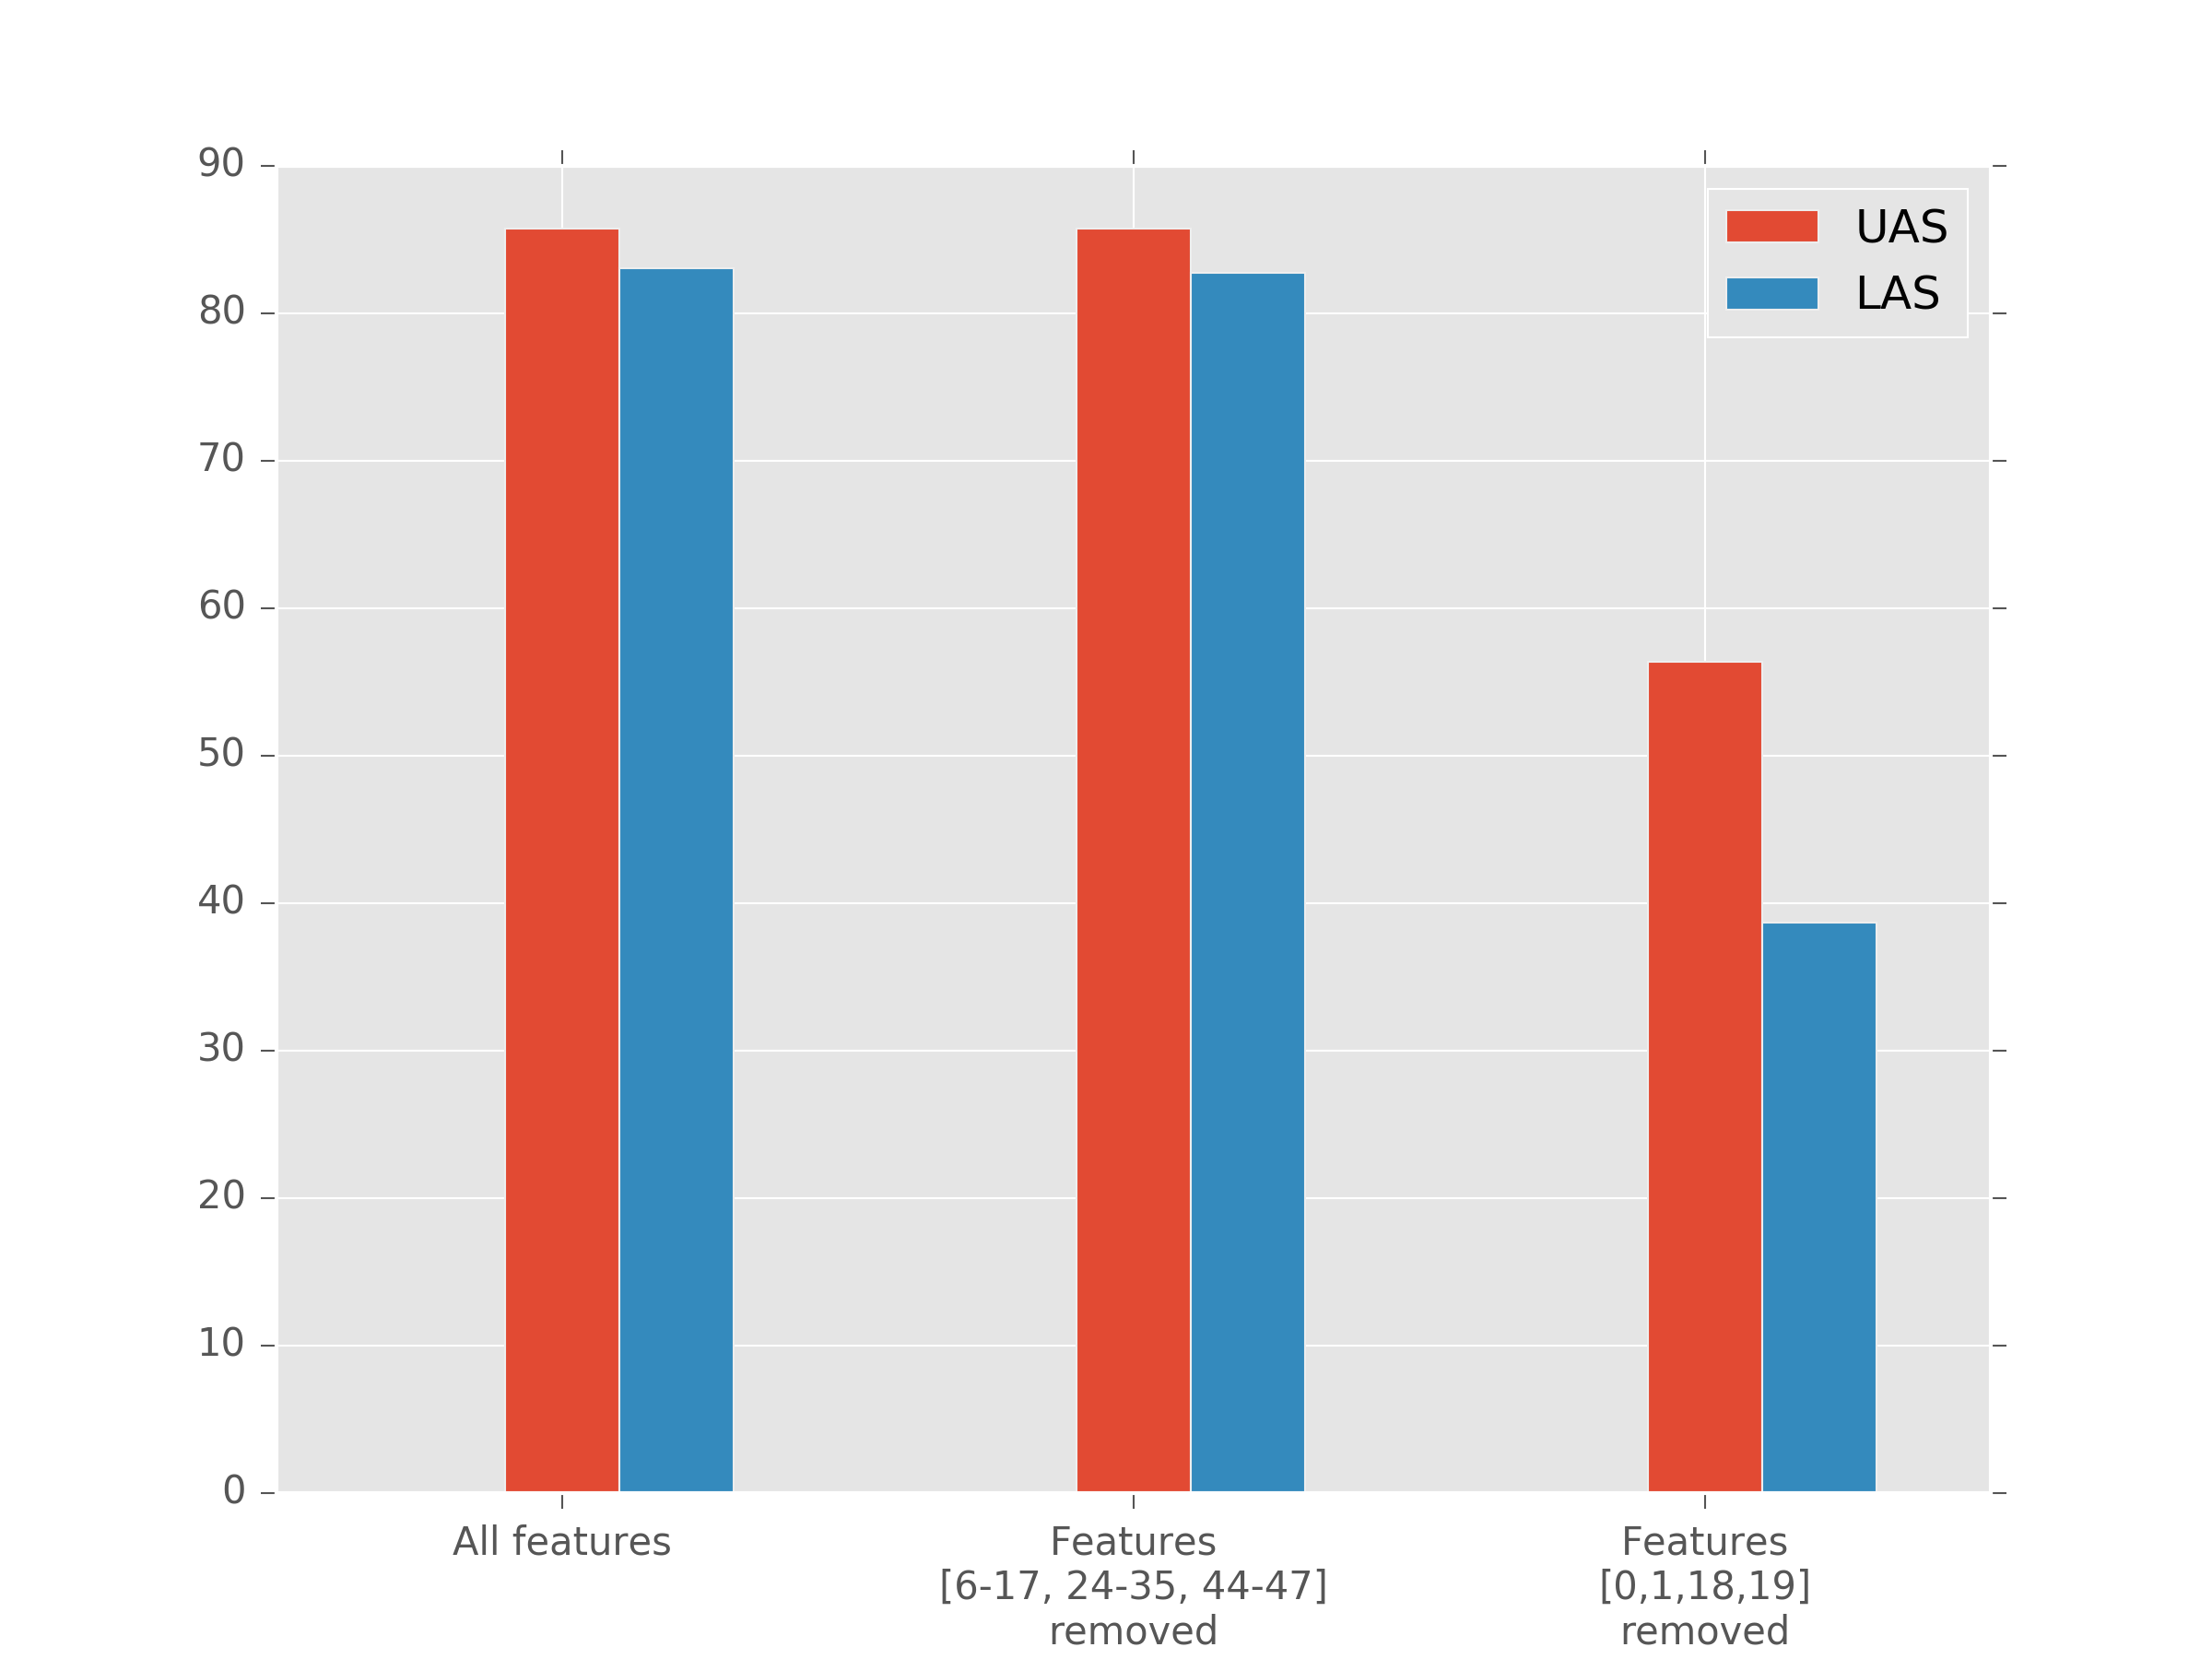 90
80
70
60
50
40
30
20
10
0
UAS
LAS
All features
Features
[6-17, 24-35, 44-47]
removed
Features
[0,1,18,19]
removed